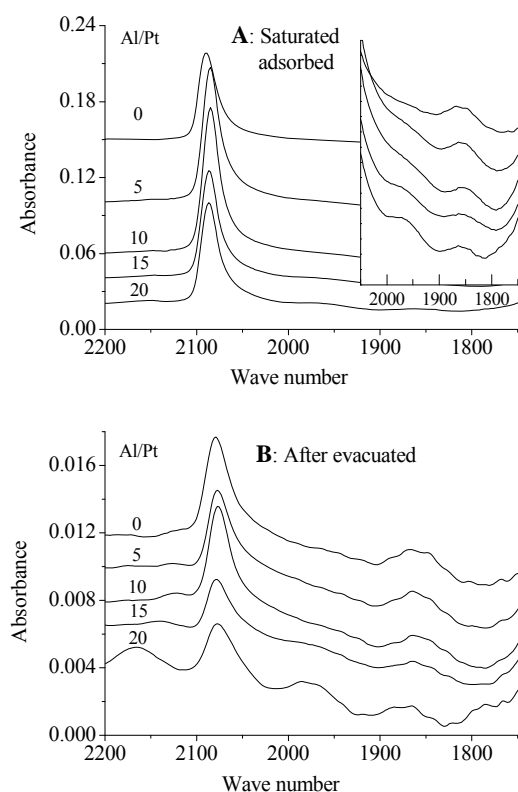 Al/Pt
A: Saturated
adsorbed
0.24
0.18
0.12
0.06
0.00
0
5
10
15
20
2000 1900 1800
2200 2100 2000 1900 1800
Absorbance
Wave number
Al/Pt
B: After evacuated
0.016
0.012
0.008
0.004
0.000
0
5
10
15
20
2200 2100 2000 1900 1800
Absorbance
Wave number